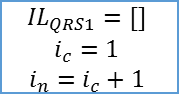 IL_{QRS1} = []
i_c = 1
i_n = i_c + 1